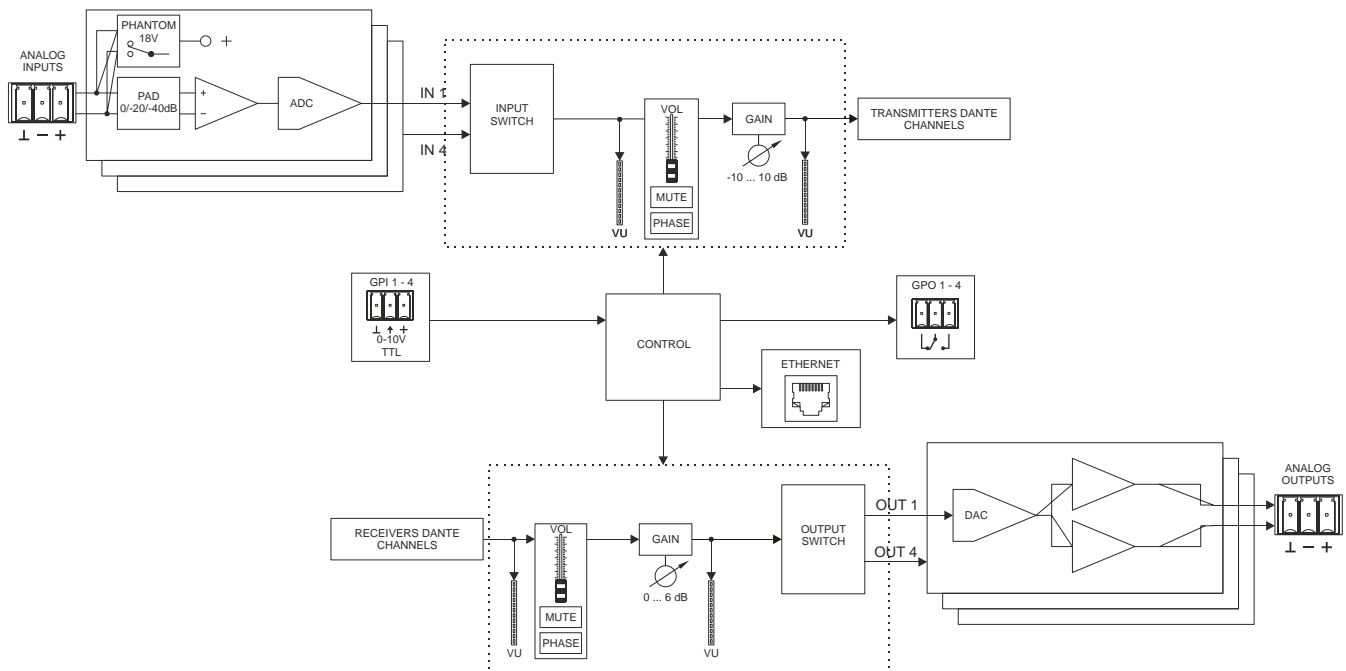 PHANTOM
18V
+
ANALOG
INPUTS
PAD
0/-20/-40dB
+
−
ADC
⊥ − +
IN 1
IN 4
INPUT
SWITCH
VOL
MUTE
PHASE
VU
GAIN
-10 ... 10 dB
VU
TRANSMITTERS DANTE
CHANNELS
GPI 1 - 4
⊥ ↑ +
0-10V
TTL
CONTROL
GPO 1 - 4
ETHERNET
RECEIVERS DANTE
CHANNELS
VU
VOL
MUTE
PHASE
GAIN
0 ... 6 dB
VU
OUTPUT
SWITCH
OUT 1
OUT 4
DAC
ANALOG
OUTPUTS
⊥ − +